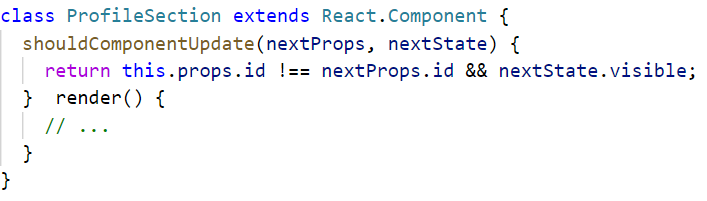 class ProfileSection extends React.Component {
  shouldComponentUpdate(nextProps, nextState) {
    return this.props.id !== nextProps.id && nextState.visible;
  }  render() {
    // ...
  }
}